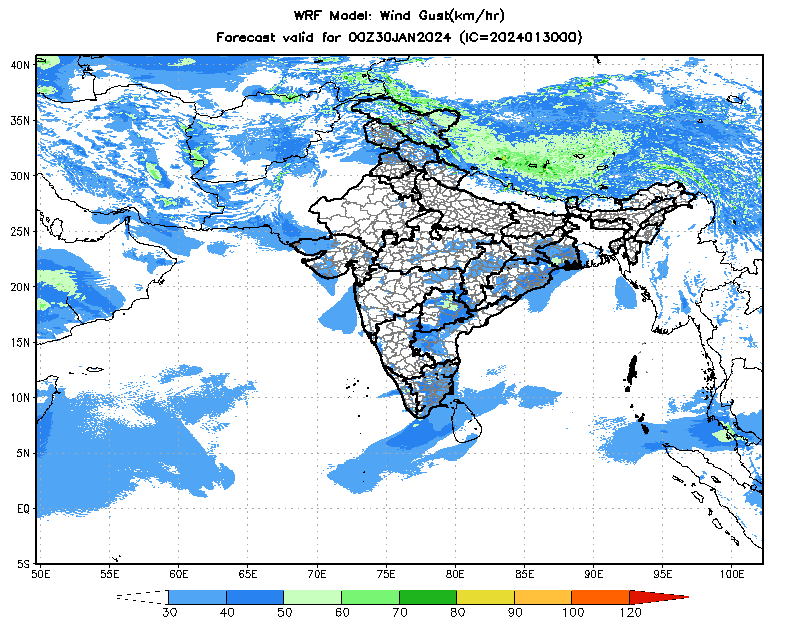 WRF Model: Wind Gust(km/hr)
Forecast valid for 00Z30JAN2024 (IC=2024013000)
40N
35N
30N
25N
20N
15N
10N
5N
EQ
5S
50E 55E 60E 65E 70E 75E 80E 85E 90E 95E 100E
30 40 50 60 70 80 90 100 120